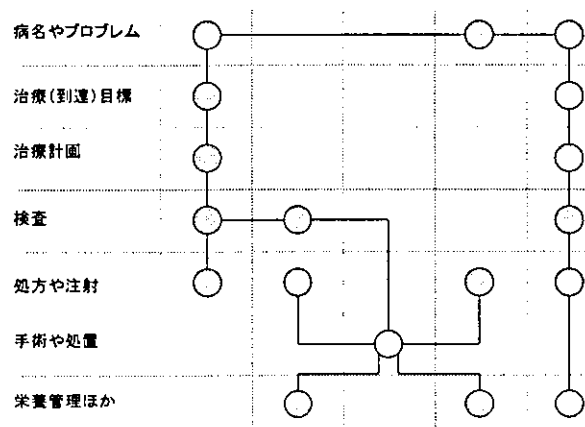 病名やプロブレム
治療(到達)目標
治療計画
検査
処方や注射
手術や処置
栄養管理ほか